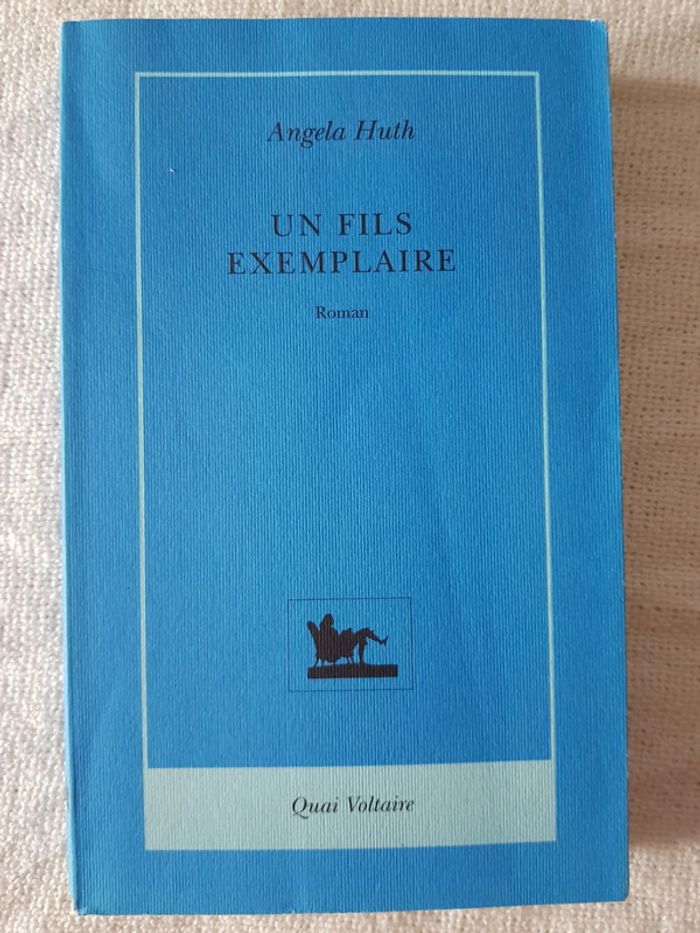 Angela Huth
UN FILS
EXEMPLAIRE
Roman
Quai Voltaire